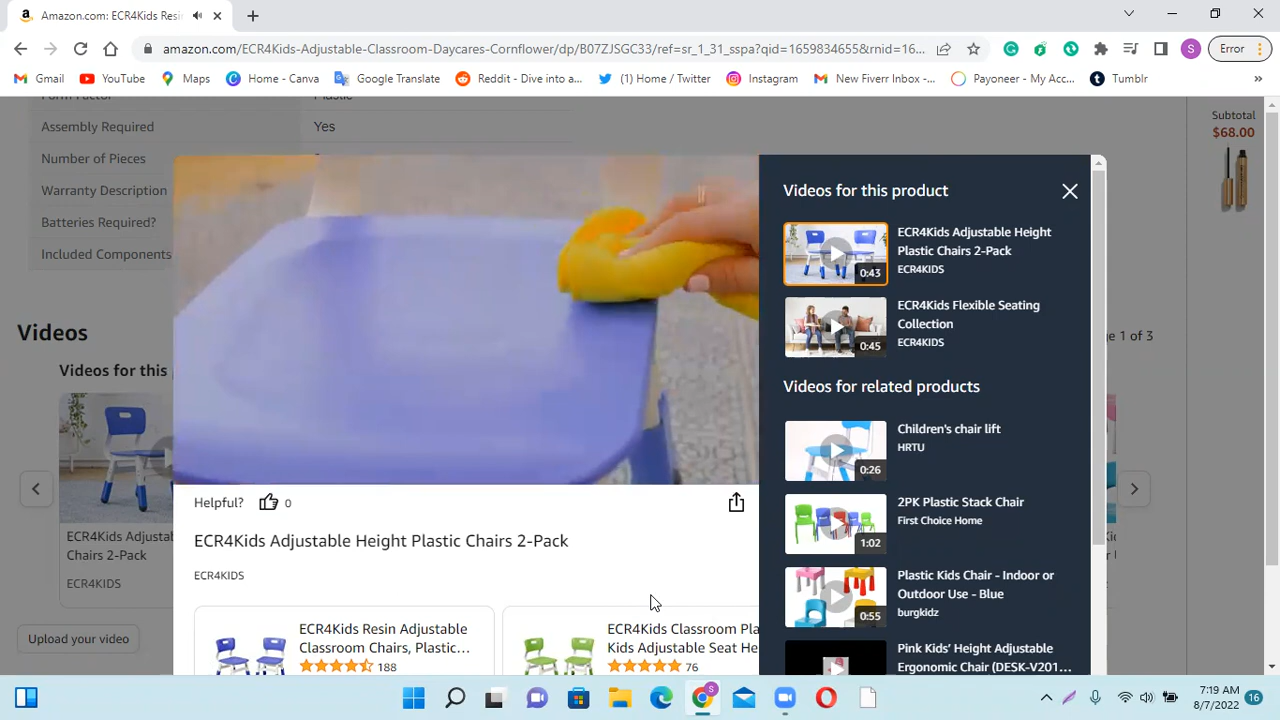 Amazon.com: ECR4Kids Resin
amazon.com/ECR4Kids-Adjustable-Classroom-Daycares-Cornflower/dp/B07ZJSGC33/ref=sr_1_31_sspa?qid=1659834655&rnid=16...
S
Error
Gmail
YouTube
Maps
Home - Canva
Google Translate
Reddit - Dive into a...
(1) Home / Twitter
Instagram
New Fiverr Inbox -...
Payoneer - My Acc...
Tumblr
»
Form Factor
Plastic
Assembly Required
Yes
Number of Pieces
Warranty Description
Batteries Required?
Included Components
Subtotal
$68.00
Videos
Page 1 of 3
Videos for this
ECR4Kids Adjustable
Chairs 2-Pack
ECR4KIDS
Upload your video
Helpful?
0
ECR4Kids Adjustable Height Plastic Chairs 2-Pack
ECR4KIDS
ECR4Kids Resin Adjustable
Classroom Chairs, Plastic...
188
ECR4Kids Classroom Pla
Kids Adjustable Seat He
76
Videos for this product
ECR4Kids Adjustable Height
Plastic Chairs 2-Pack
ECR4KIDS
0:43
ECR4Kids Flexible Seating
Collection
ECR4KIDS
0:45
Videos for related products
Children's chair lift
HRTU
0:26
2PK Plastic Stack Chair
First Choice Home
1:02
Plastic Kids Chair - Indoor or
Outdoor Use - Blue
burgkidz
0:55
Pink Kids' Height Adjustable
Ergonomic Chair (DESK-V201...
7:19 AM
8/7/2022
16